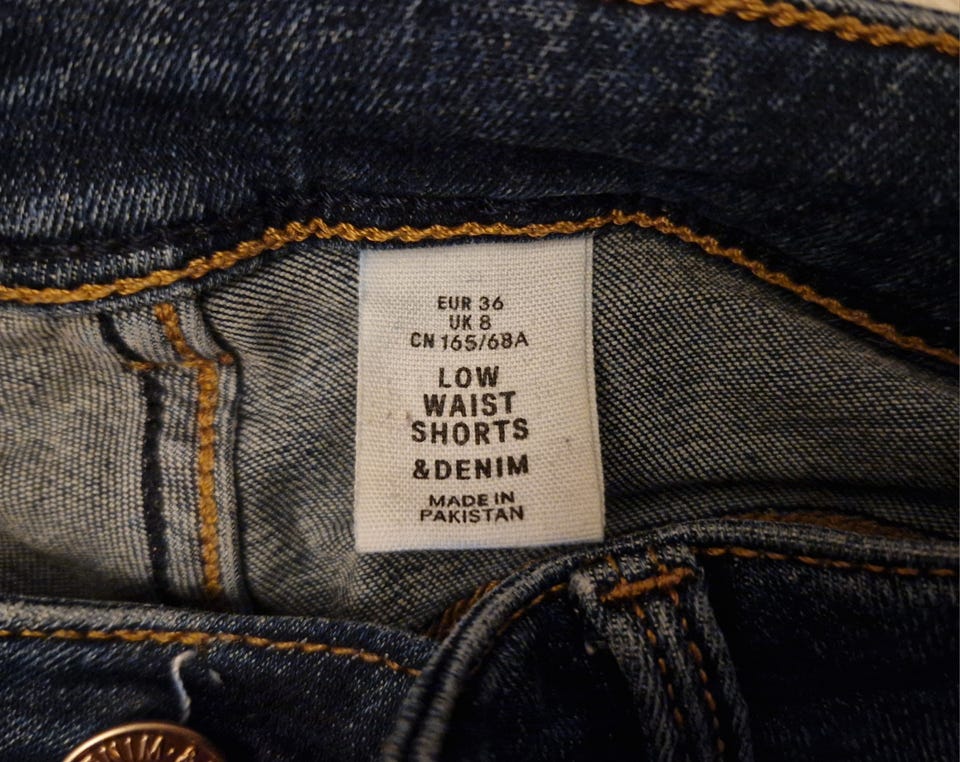 EUR 36
UK 8
CN 165/68A
LOW
WAIST
SHORTS
&DENIM
MADE IN
PAKISTAN